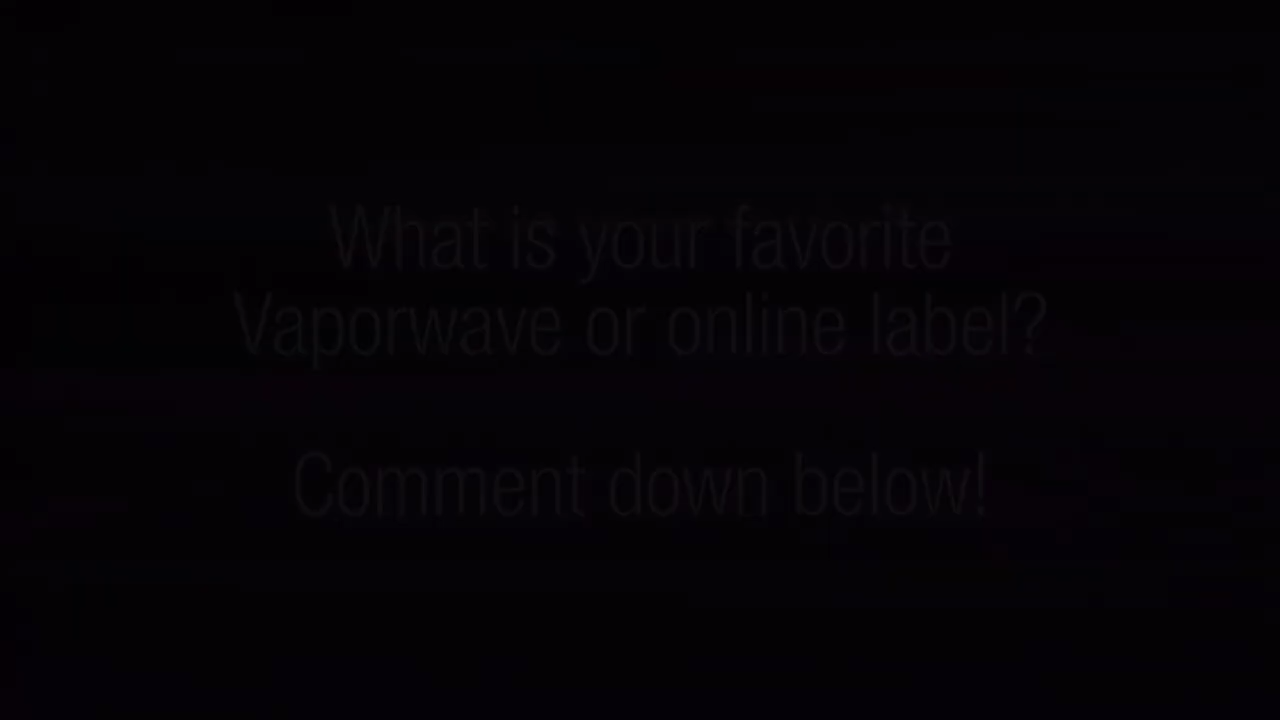 What is your favorite
Vaporwave or online label?
Comment down below!